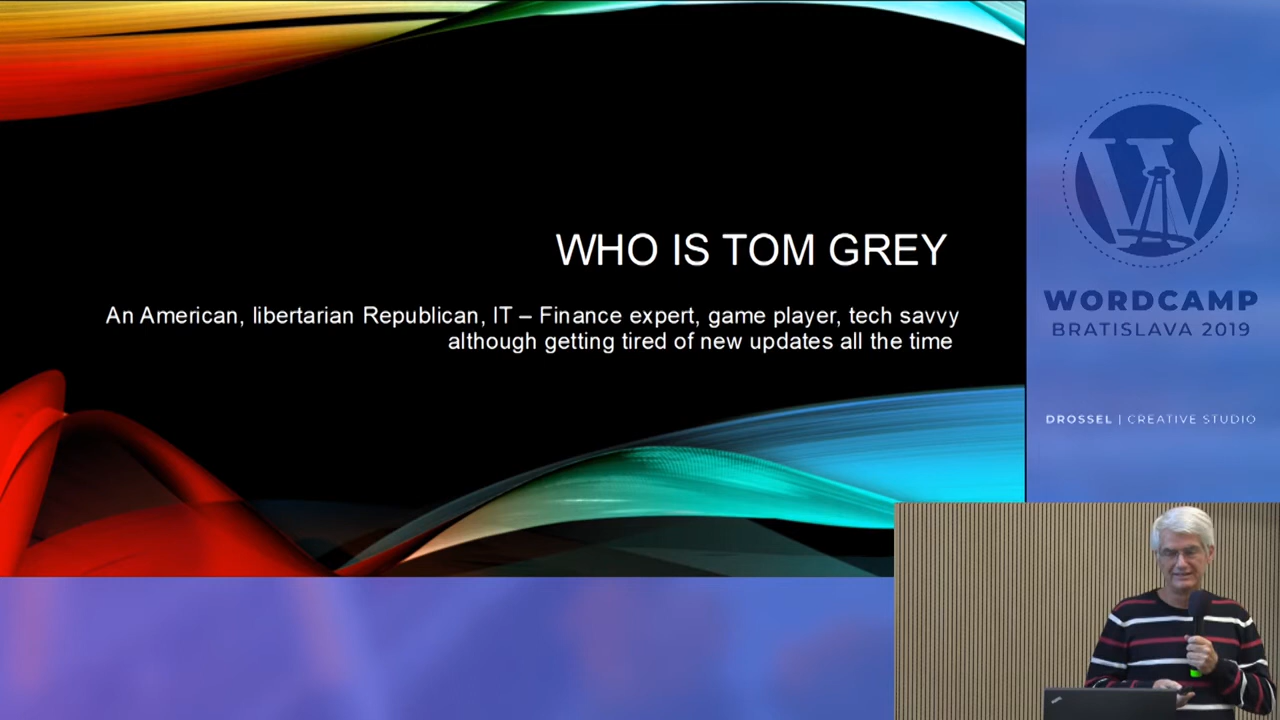 WHO IS TOM GREY
An American, libertarian Republican, IT – Finance expert, game player, tech savvy
although getting tired of new updates all the time
WORDCAMP
BRATISLAVA 2019
DROSSEL | CREATIVE STUDIO